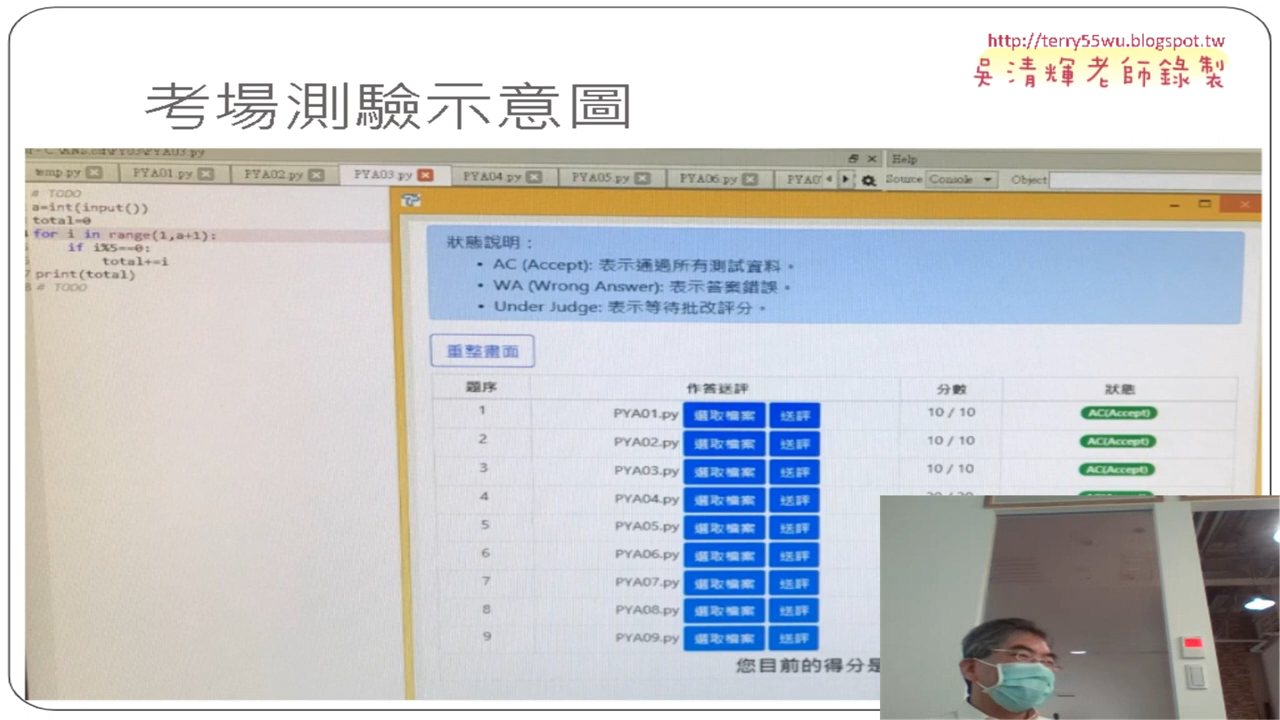 http://terry55wu.blogspot.tw
吳清輝老師錄製
考場測驗示意圖
temp.py PYA01.py PYA02.py PYA03.py PYA04.py PYA05.py PYA06.py
Help
Source Console Object
# TODO
a=int(input())
total=0
for i in range(1,a+1):
if i%5==0:
total+=i
print(total)
# TODO
狀態說明：
• AC (Accept): 表示通過所有測試資料。
• WA (Wrong Answer): 表示答案錯誤。
• Under Judge: 表示等待批改評分。
重整畫面
題序 作答送評 分數 狀態
1 PYA01.py 選取檔案 送評 10 / 10 AC(Accept)
2 PYA02.py 選取檔案 送評 10 / 10 AC(Accept)
3 PYA03.py 選取檔案 送評 10 / 10 AC(Accept)
4 PYA04.py 選取檔案 送評
5 PYA05.py 選取檔案 送評
6 PYA06.py 選取檔案 送評
7 PYA07.py 選取檔案 送評
8 PYA08.py 選取檔案 送評
9 PYA09.py 選取檔案 送評
您目前的得分是